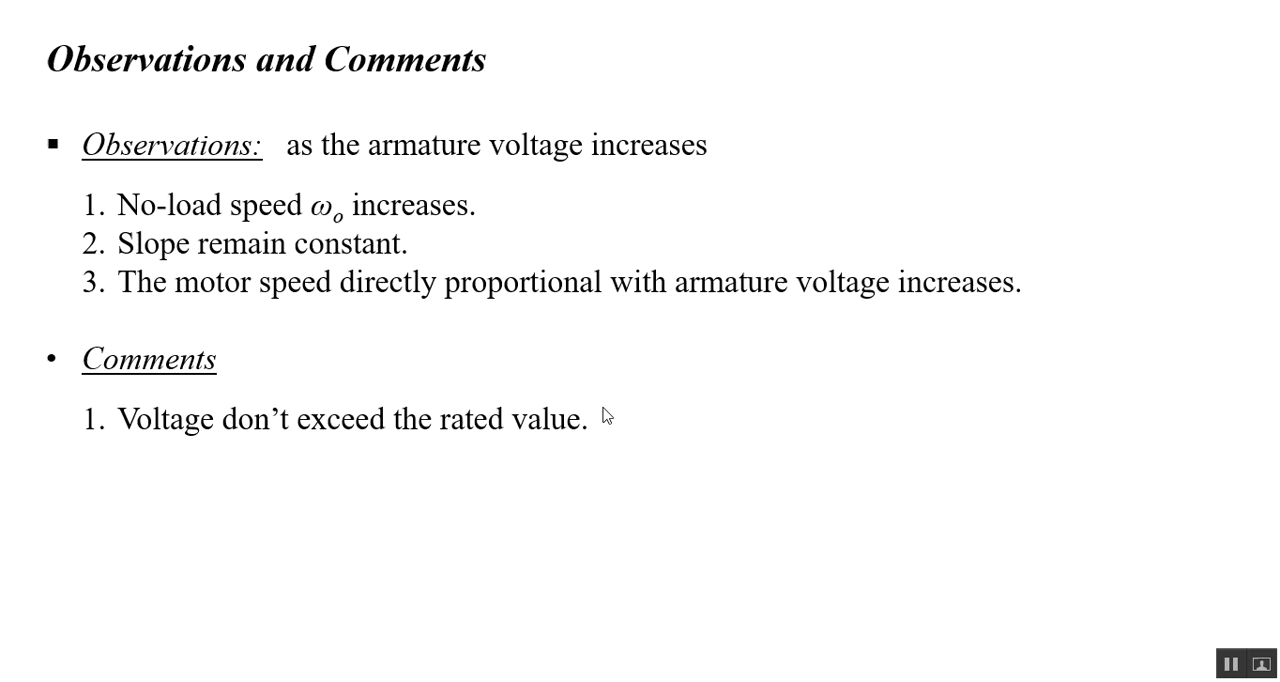 Observations and Comments
▪ Observations: as the armature voltage increases
1. No-load speed ωₒ increases.
2. Slope remain constant.
3. The motor speed directly proportional with armature voltage increases.
• Comments
1. Voltage don’t exceed the rated value.